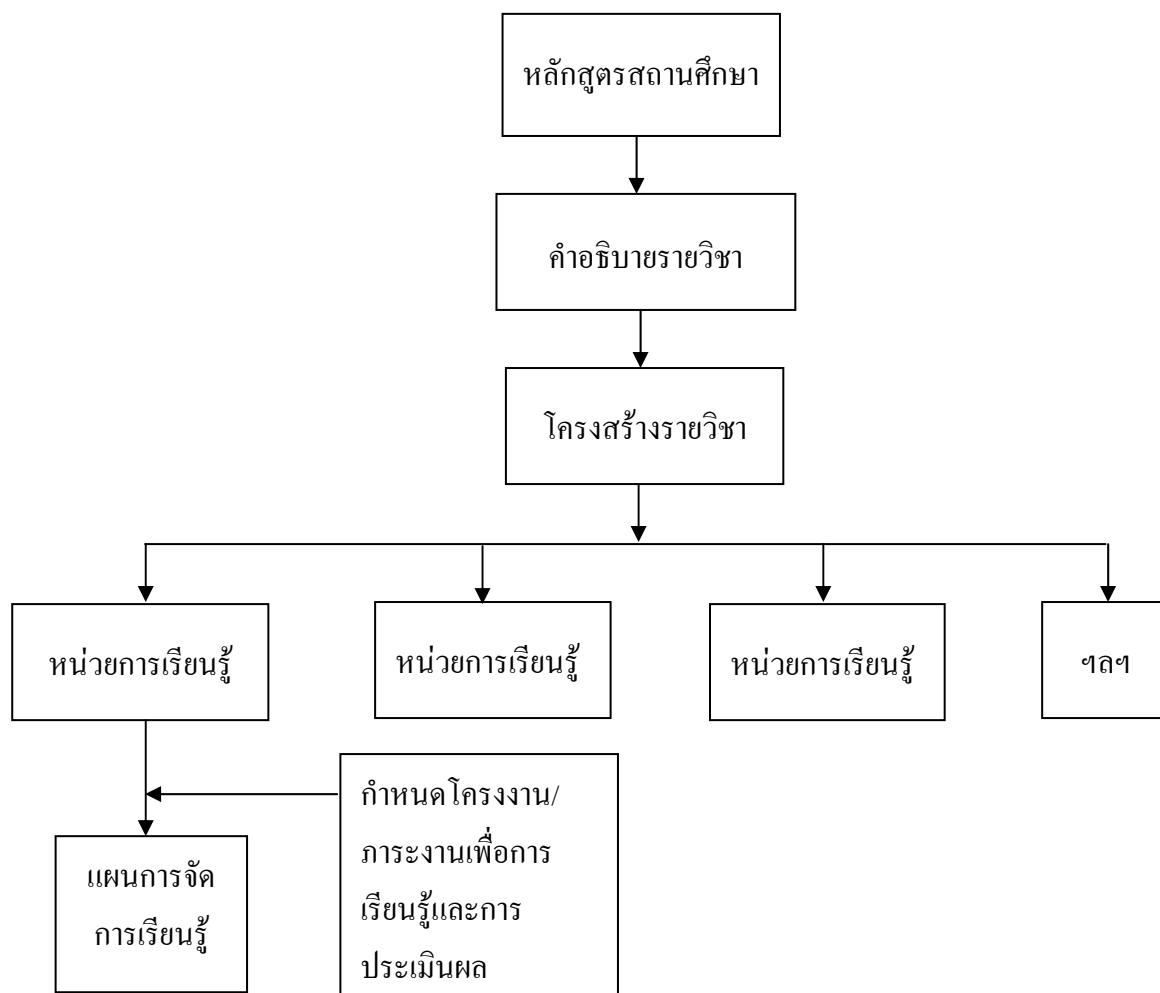 หลักสูตรสถานศึกษา
คำอธิบายรายวิชา
โครงสร้างรายวิชา
หน่วยการเรียนรู้
หน่วยการเรียนรู้
หน่วยการเรียนรู้
ฯลฯ
กำหนดโครงงาน/
ภาระงานเพื่อการ
เรียนรู้และการ
ประเมินผล
แผนการจัด
การเรียนรู้